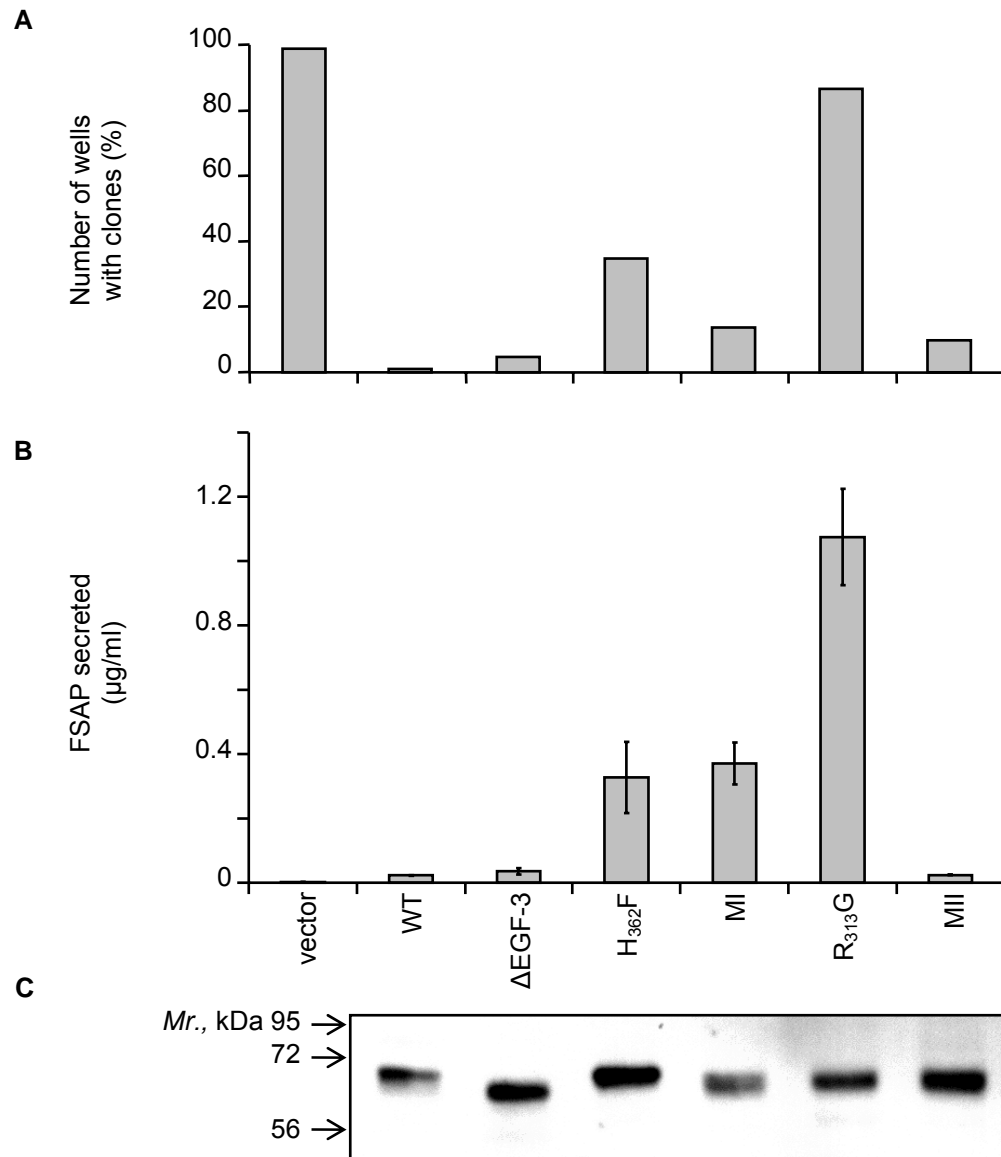 A
100
80
60
40
20
0
Number of wells
with clones (%)
B
1.2
0.8
0.4
0
FSAP secreted
(µg/ml)
vector
WT
ΔEGF-3
H₃₆₂F
MI
R₃₁₃G
MII
C
Mr., kDa 95
72
56